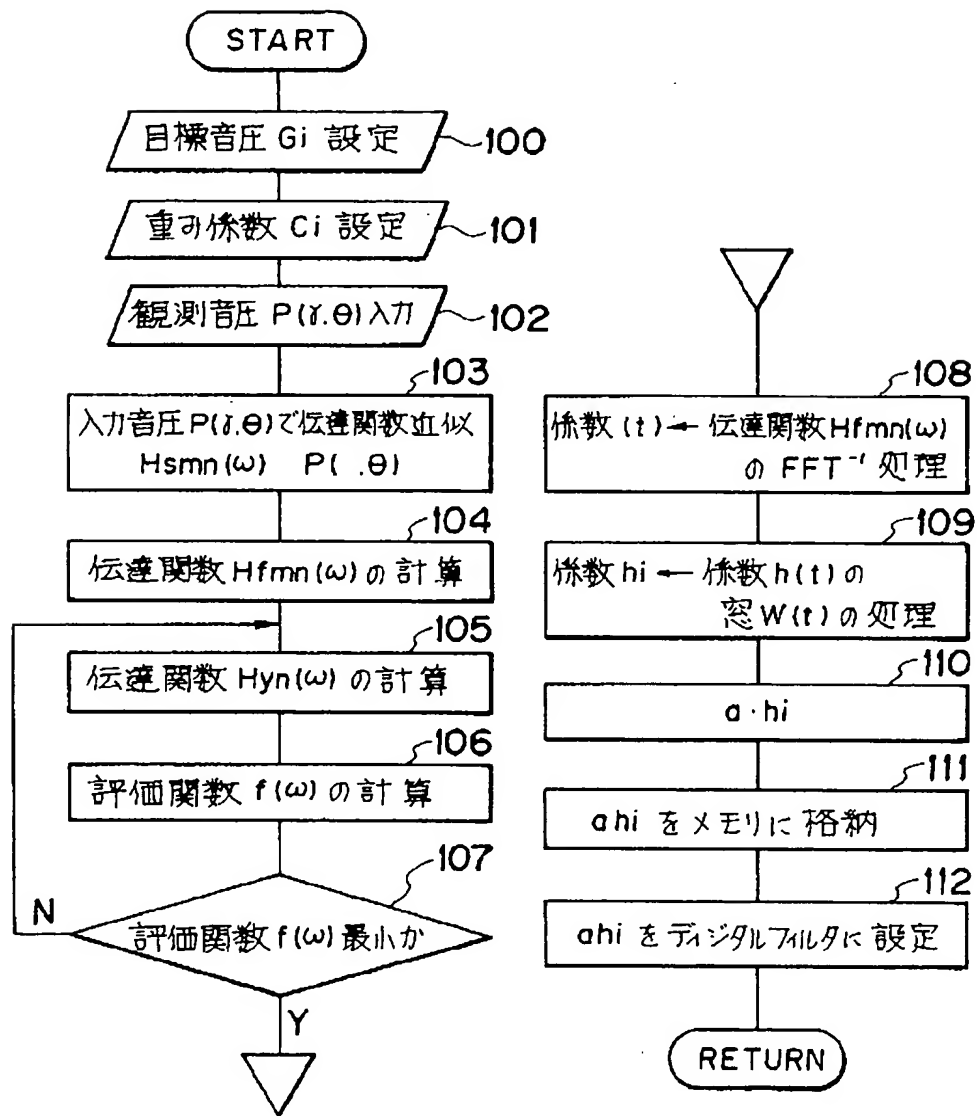 START
目標音圧 Gi 設定
100
重み係数 Ci 設定
101
観測音圧 P(γ.θ)入力
102
103
入力音圧P(γ.θ)で伝達関数近似
Hsmn(ω) P( .θ)
104
伝達関数 Hfmn(ω) の計算
105
伝達関数 Hyn(ω) の計算
106
評価関数 f(ω) の計算
107
N
評価関数 f(ω) 最小か
Y
108
係数 (t) ← 伝達関数Hfmn(ω)
の FFT⁻¹ 処理
109
係数 hi ← 係数 h(t) の
窓 W(t) の 処理
110
a・hi
111
ahi を メモリに 格納
112
ahi をディジタルフィルタに 設定
RETURN